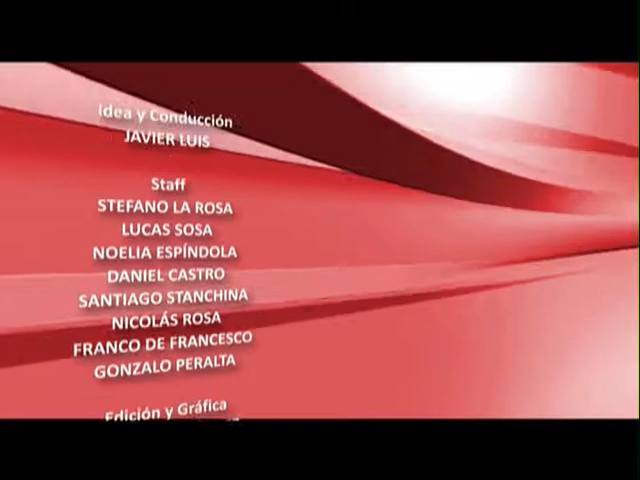 Idea y Conducción
JAVIER LUIS
Staff
STEFANO LA ROSA
LUCAS SOSA
NOELIA ESPÍNDOLA
DANIEL CASTRO
SANTIAGO STANCHINA
NICOLÁS ROSA
FRANCO DE FRANCESCO
GONZALO PERALTA
Edición y Gráfica